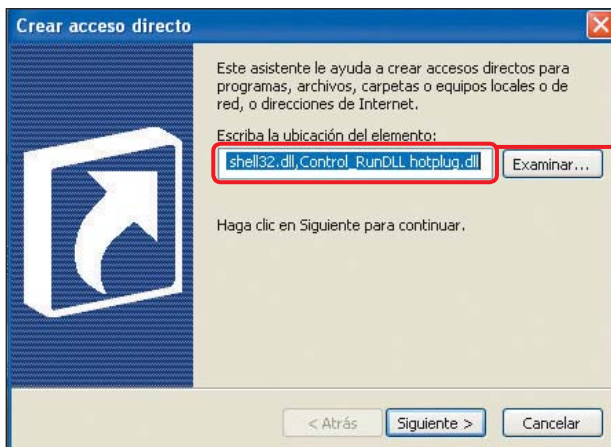 Crear acceso directo
Este asistente le ayuda a crear accesos directos para
programas, archivos, carpetas o equipos locales o de
red, o direcciones de Internet.
Escriba la ubicación del elemento:
shell32.dll,Control_RunDLL hotplug.dll
Examinar...
Haga clic en Siguiente para continuar.
< Atrás
Siguiente >
Cancelar